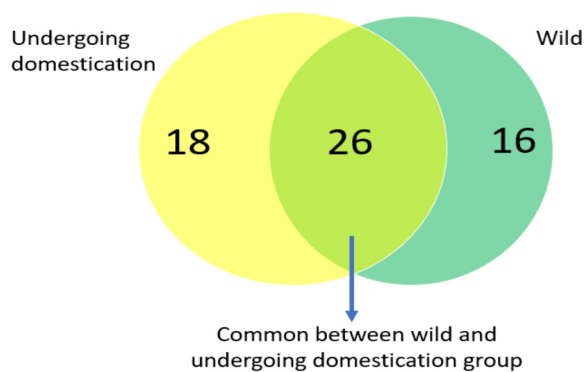 Undergoing
domestication
Wild
18
26
16
Common between wild and
undergoing domestication group